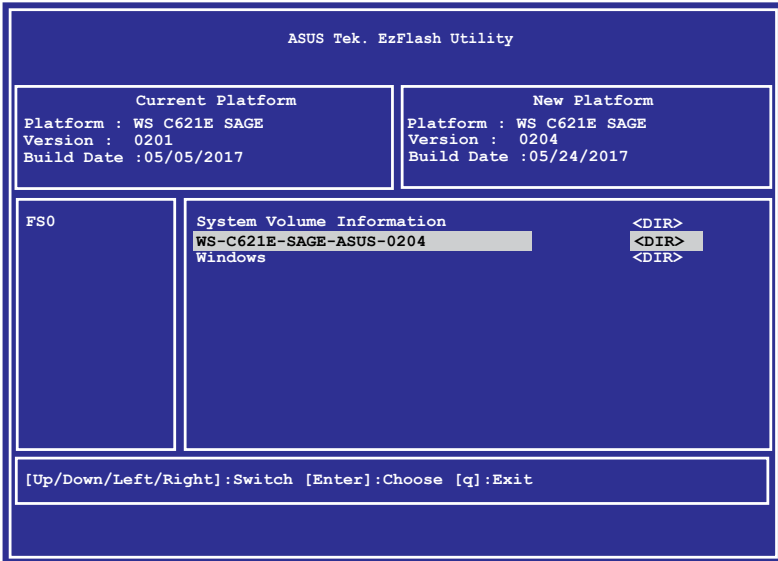 ASUS Tek. EzFlash Utility
Current Platform
Platform : WS C621E SAGE
Version : 0201
Build Date :05/05/2017
New Platform
Platform : WS C621E SAGE
Version : 0204
Build Date :05/24/2017
FS0
System Volume Information <DIR>
WS-C621E-SAGE-ASUS-0204 <DIR>
Windows <DIR>
[Up/Down/Left/Right]:Switch [Enter]:Choose [q]:Exit